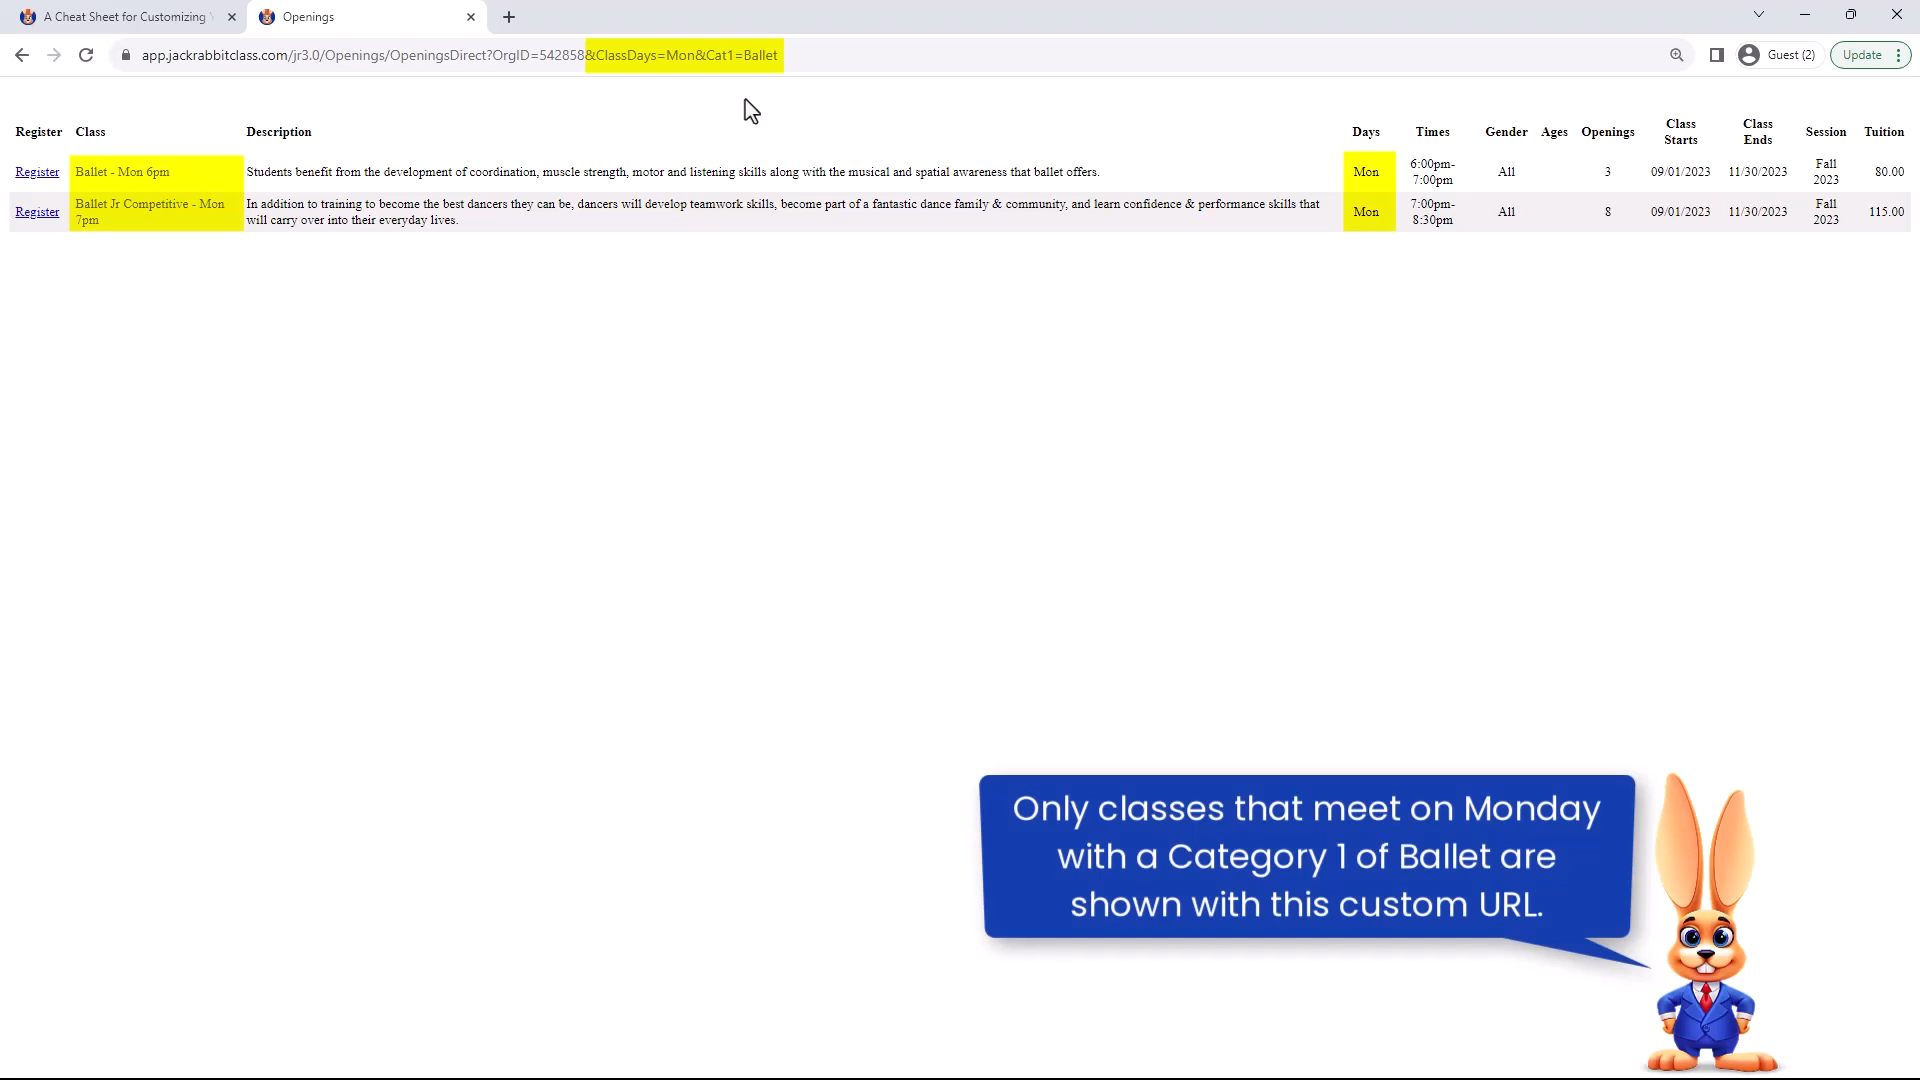 A Cheat Sheet for Customizing
Openings
app.jackrabbitclass.com/jr3.0/Openings/OpeningsDirect?OrgID=542858&ClassDays=Mon&Cat1=Ballet
Guest (2)
Update
Register Class Description Days Times Gender Ages Openings Class Starts Class Ends Session Tuition
Register Ballet - Mon 6pm Students benefit from the development of coordination, muscle strength, motor and listening skills along with the musical and spatial awareness that ballet offers. Mon 6:00pm-7:00pm All 3 09/01/2023 11/30/2023 Fall 2023 80.00
Register Ballet Jr Competitive - Mon 7pm In addition to training to become the best dancers they can be, dancers will develop teamwork skills, become part of a fantastic dance family & community, and learn confidence & performance skills that will carry over into their everyday lives. Mon 7:00pm-8:30pm All 8 09/01/2023 11/30/2023 Fall 2023 115.00
Only classes that meet on Monday
with a Category 1 of Ballet are
shown with this custom URL.